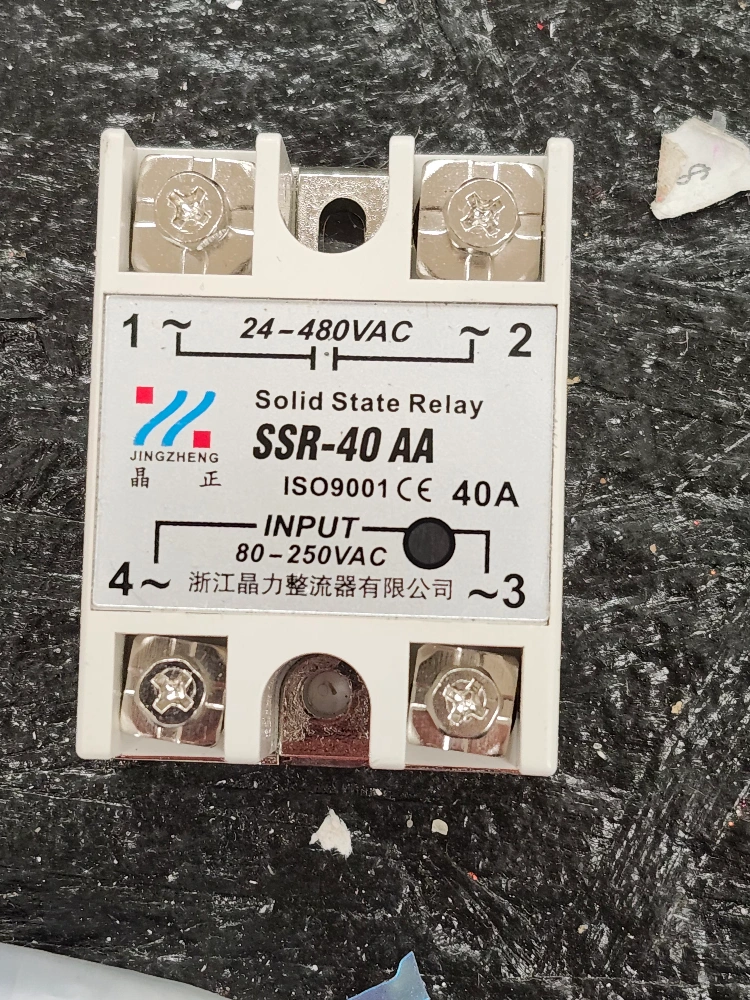 1 ~ 24~480VAC ~ 2
Solid State Relay
SSR-40 AA
JINGZHENG
晶 正
ISO9001 CE 40A
INPUT
80~250VAC
4~ 浙江晶力整流器有限公司 ~3